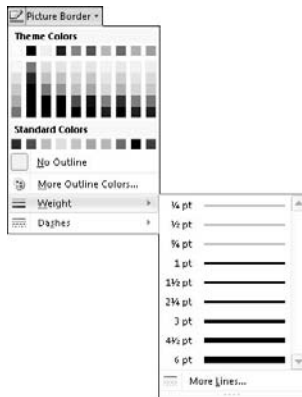 Picture Border
Theme Colors
Standard Colors
No Outline
More Outline Colors...
Weight
Dashes
¼ pt
½ pt
¾ pt
1 pt
1½ pt
2¼ pt
3 pt
4½ pt
6 pt
More Lines...